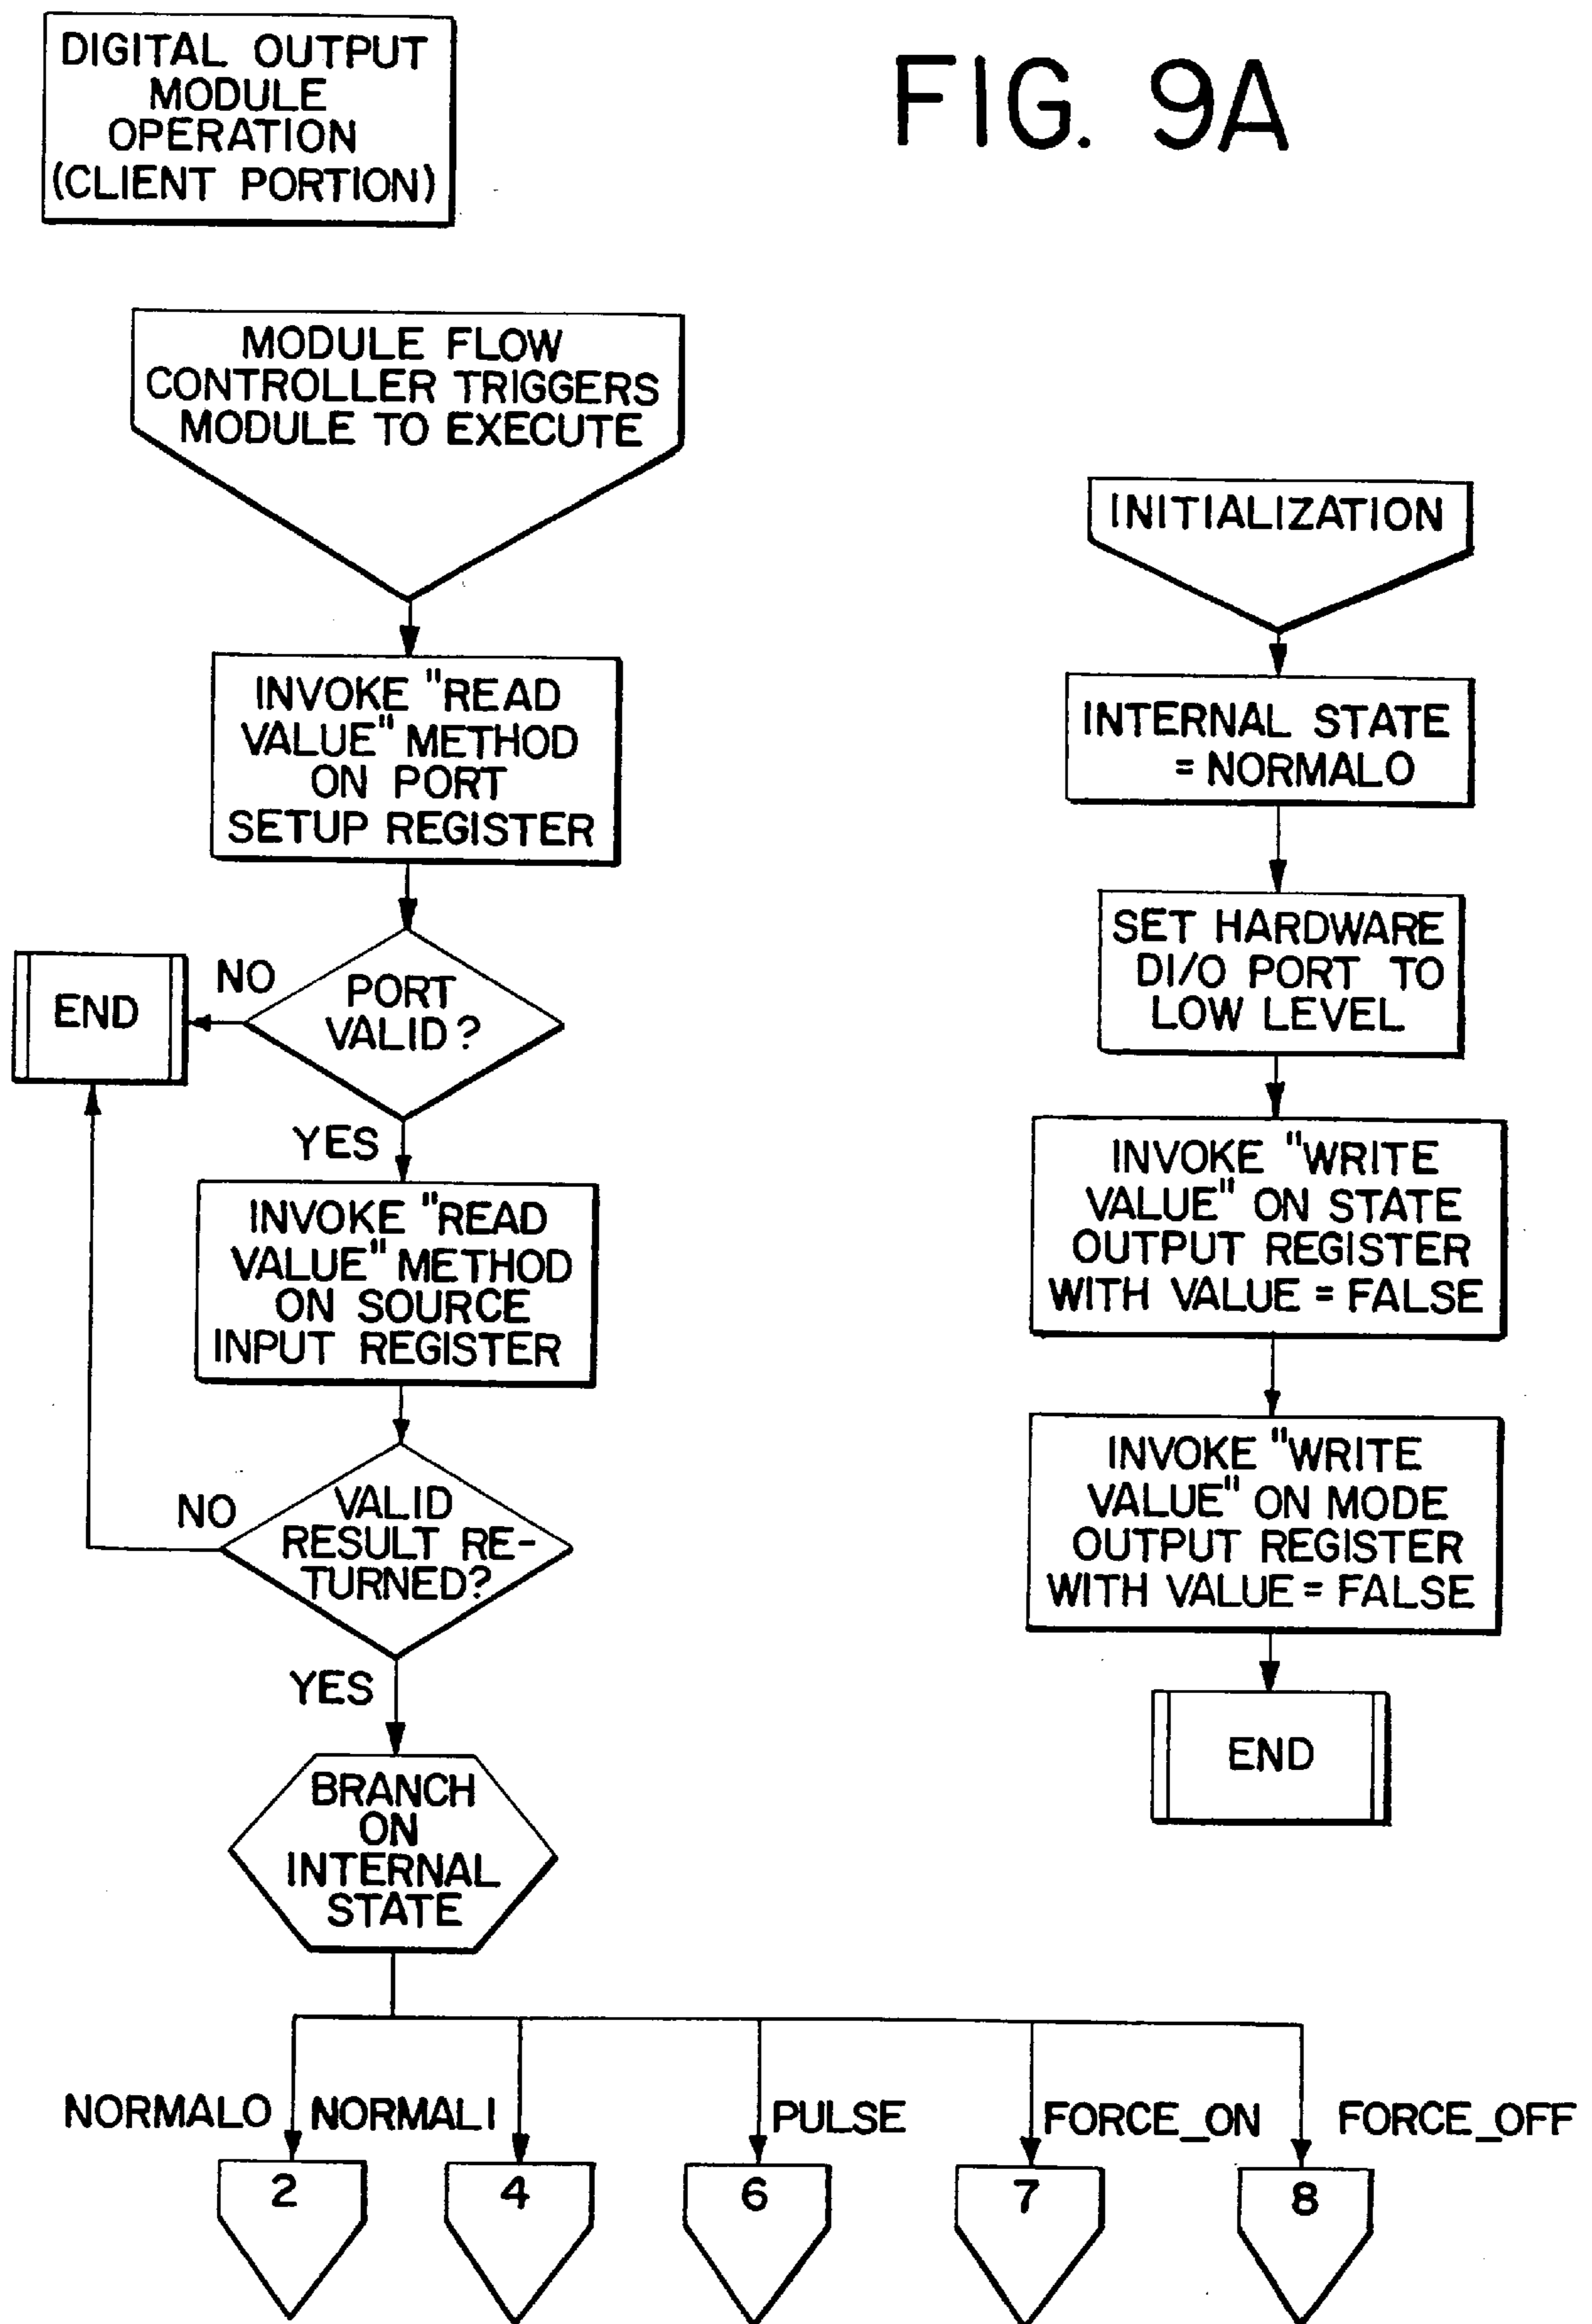 DIGITAL OUTPUT
MODULE
OPERATION
(CLIENT PORTION)
FIG. 9A
MODULE FLOW
CONTROLLER TRIGGERS
MODULE TO EXECUTE
INVOKE "READ
VALUE" METHOD
ON PORT
SETUP REGISTER
PORT
VALID?
NO
END
YES
INVOKE "READ
VALUE" METHOD
ON SOURCE
INPUT REGISTER
VALID
RESULT RE-
TURNED?
NO
YES
BRANCH
ON
INTERNAL
STATE
NORMALO
NORMALI
PULSE
FORCE_ON
FORCE_OFF
2
4
6
7
8
INITIALIZATION
INTERNAL STATE
= NORMALO
SET HARDWARE
DI/O PORT TO
LOW LEVEL
INVOKE "WRITE
VALUE" ON STATE
OUTPUT REGISTER
WITH VALUE = FALSE
INVOKE "WRITE
VALUE" ON MODE
OUTPUT REGISTER
WITH VALUE = FALSE
END